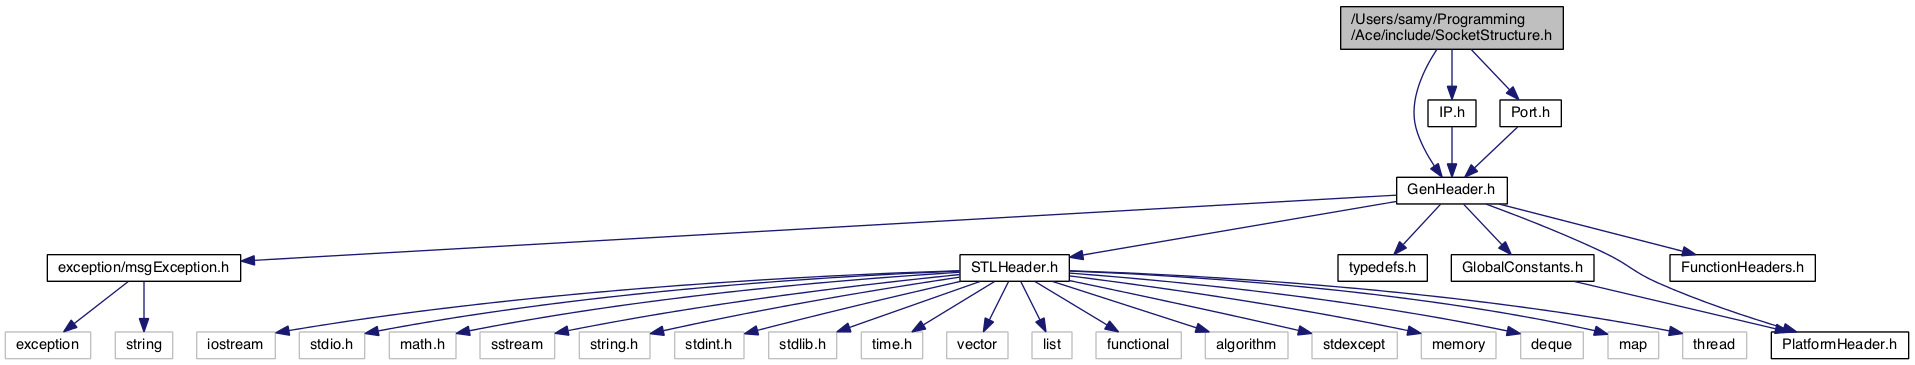 /Users/samy/Programming
/Ace/include/SocketStructure.h
IP.h
Port.h
GenHeader.h
exception/msgException.h
STLHeader.h
typedefs.h
GlobalConstants.h
FunctionHeaders.h
exception
string
iostream
stdio.h
math.h
sstream
string.h
stdint.h
stdlib.h
time.h
vector
list
functional
algorithm
stdexcept
memory
deque
map
thread
PlatformHeader.h